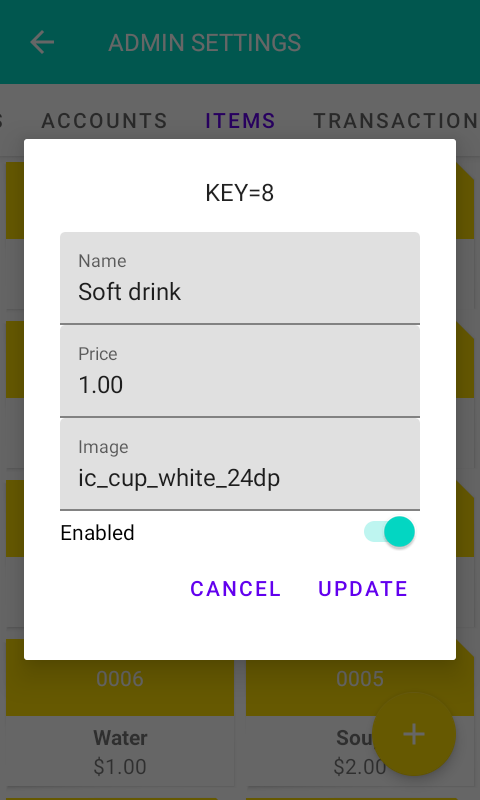 ADMIN SETTINGS
S ACCOUNTS ITEMS TRANSACTION
KEY=8
Name
Soft drink
Price
1.00
Image
ic_cup_white_24dp
Enabled
CANCEL UPDATE
0006 0005
Water Sou
$1.00 $2.00
+